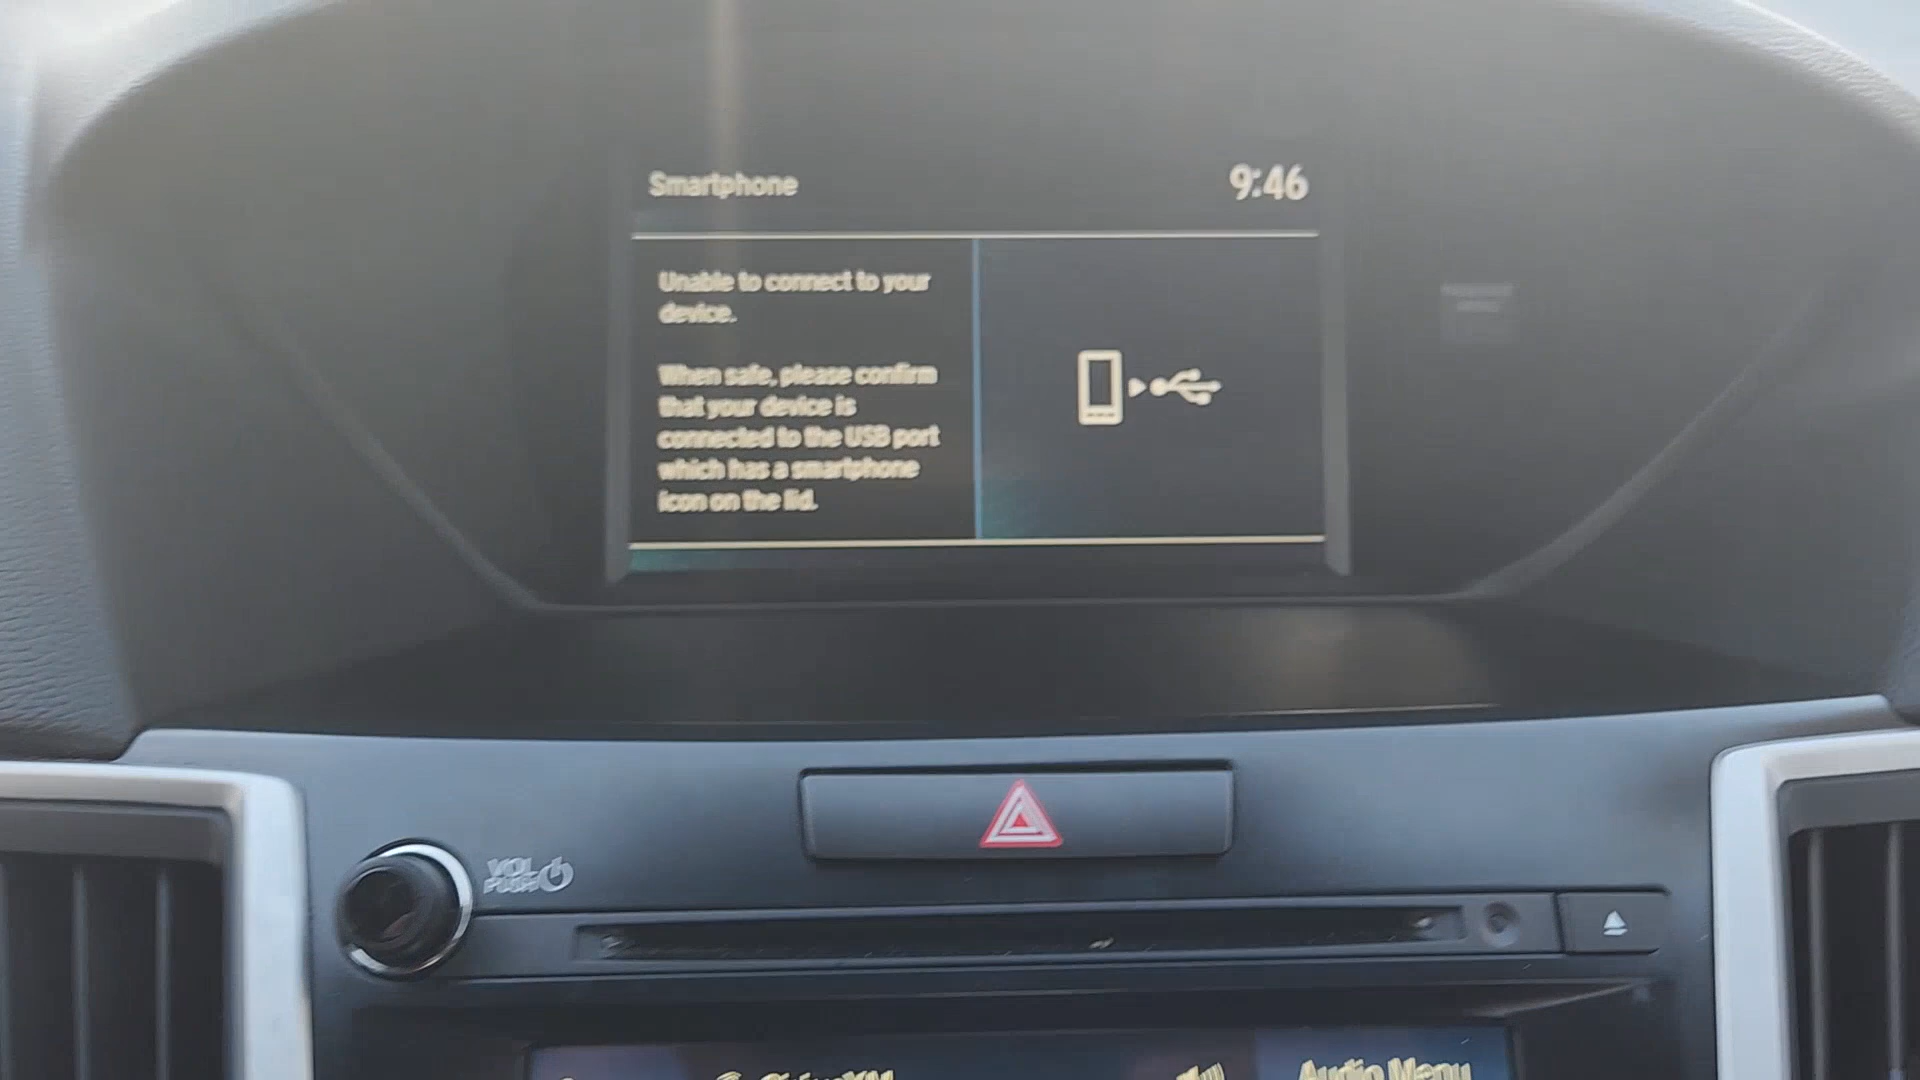 Smartphone
9:46
Unable to connect to your
device.
When safe, please confirm
that your device is
connected to the USB port
which has a smartphone
icon on the lid.
VOL
PUSH
SiriusXM
Audio Menu